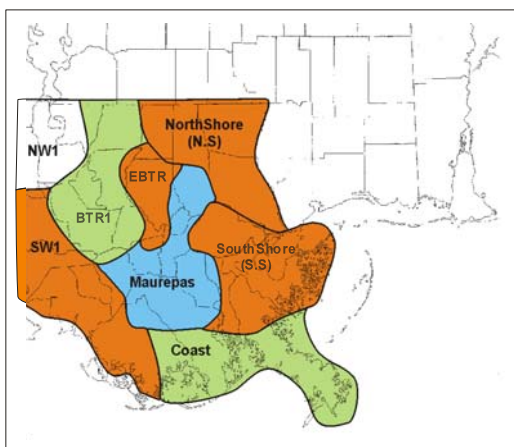 NorthShore
(N.S)
NW1
EBTR
BTR1
SW1
SouthShore
(S.S)
Maurepas
Coast